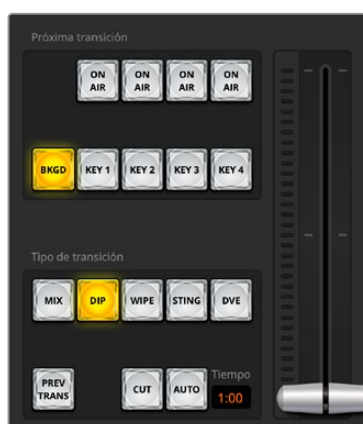 Próxima transición
ON AIR ON AIR ON AIR ON AIR
BKGD KEY 1 KEY 2 KEY 3 KEY 4
Tipo de transición
MIX DIP WIPE STING DVE
Tiempo
PREV TRANS CUT AUTO 1:00